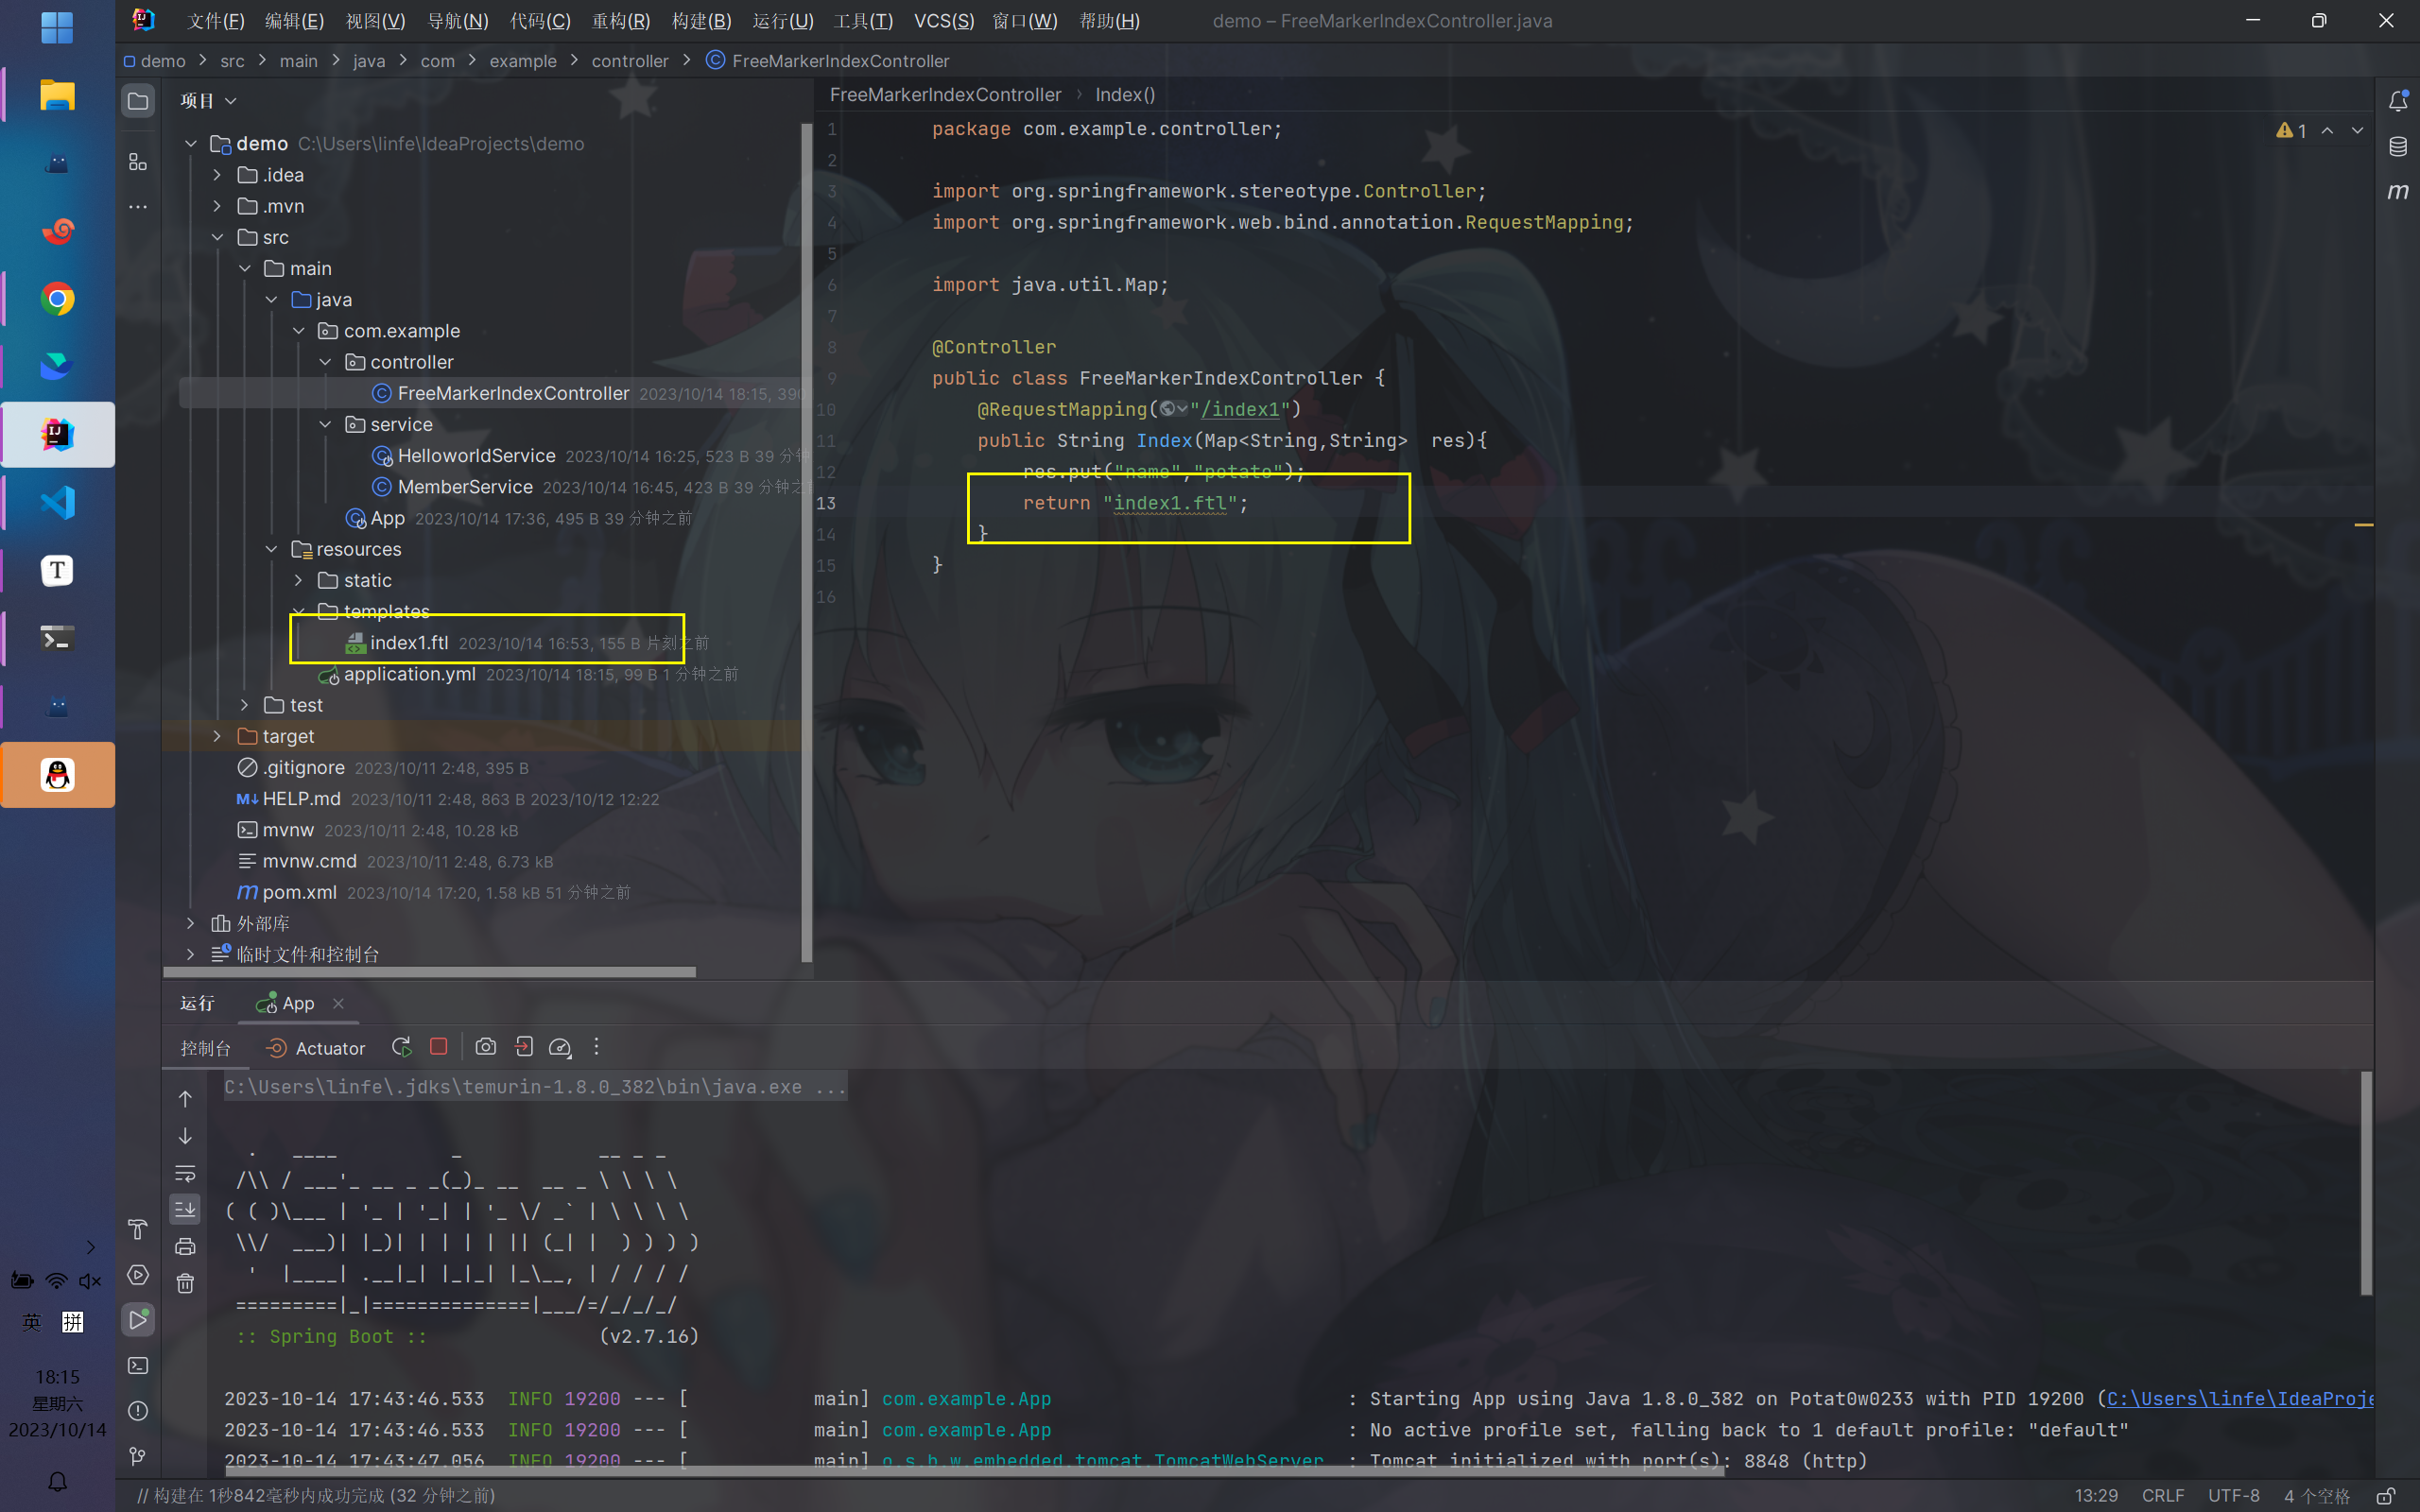 文件(F) 编辑(E) 视图(V) 导航(N) 代码(C) 重构(R) 构建(B) 运行(U) 工具(T) VCS(S) 窗口(W) 帮助(H) demo – FreeMarkerIndexController.java
demo > src > main > java > com > example > controller > FreeMarkerIndexController
项目
demo C:\Users\linfe\IdeaProjects\demo
.idea
.mvn
src
main
java
com.example
controller
FreeMarkerIndexController 2023/10/14 18:15, 390
service
HelloworldService 2023/10/14 16:25, 523 B 39 分钟
MemberService 2023/10/14 16:45, 423 B 39 分钟之
App 2023/10/14 17:36, 495 B 39 分钟之前
resources
static
templates
index1.ftl 2023/10/14 16:53, 155 B 片刻之前
application.yml 2023/10/14 18:15, 99 B 1 分钟之前
test
target
.gitignore 2023/10/11 2:48, 395 B
M↓ HELP.md 2023/10/11 2:48, 863 B 2023/10/12 12:22
mvnw 2023/10/11 2:48, 10.28 kB
mvnw.cmd 2023/10/11 2:48, 6.73 kB
m pom.xml 2023/10/14 17:20, 1.58 kB 51 分钟之前
外部库
临时文件和控制台
FreeMarkerIndexController > Index()
1
1 package com.example.controller;
2
3 import org.springframework.stereotype.Controller;
4 import org.springframework.web.bind.annotation.RequestMapping;
5
6 import java.util.Map;
7
8 @Controller
9 public class FreeMarkerIndexController {
10 @RequestMapping("/index1")
11 public String Index(Map<String,String> res){
12 res.put("name","potato");
13 return "index1.ftl";
14 }
15 }
16
运行 App
控制台 Actuator
C:\Users\linfe\.jdks\temurin-1.8.0_382\bin\java.exe ...
  .   ____          _            __ _ _
 /\\ / ___'_ __ _ _(_)_ __  __ _ \ \ \ \
( ( )\___ | '_ | '_| | '_ \/ _` | \ \ \ \
 \\/  ___)| |_)| | | | | || (_| |  ) ) ) )
  '  |____| .__|_| |_|_| |_\__, | / / / /
 =========|_|==============|___/=/_/_/_/
 :: Spring Boot ::                (v2.7.16)
2023-10-14 17:43:46.533 INFO 19200 --- [ main] com.example.App : Starting App using Java 1.8.0_382 on Potat0w0233 with PID 19200 (C:\Users\linfe\IdeaProje
2023-10-14 17:43:46.533 INFO 19200 --- [ main] com.example.App : No active profile set, falling back to 1 default profile: "default"
2023-10-14 17:43:47.056 INFO 19200 --- [ main] o.s.b.w.embedded.tomcat.TomcatWebServer : Tomcat initialized with port(s): 8848 (http)
// 构建在 1秒842毫秒内成功完成 (32 分钟之前)
13:29 CRLF UTF-8 4 个空格
英 拼
18:15
星期六
2023/10/14